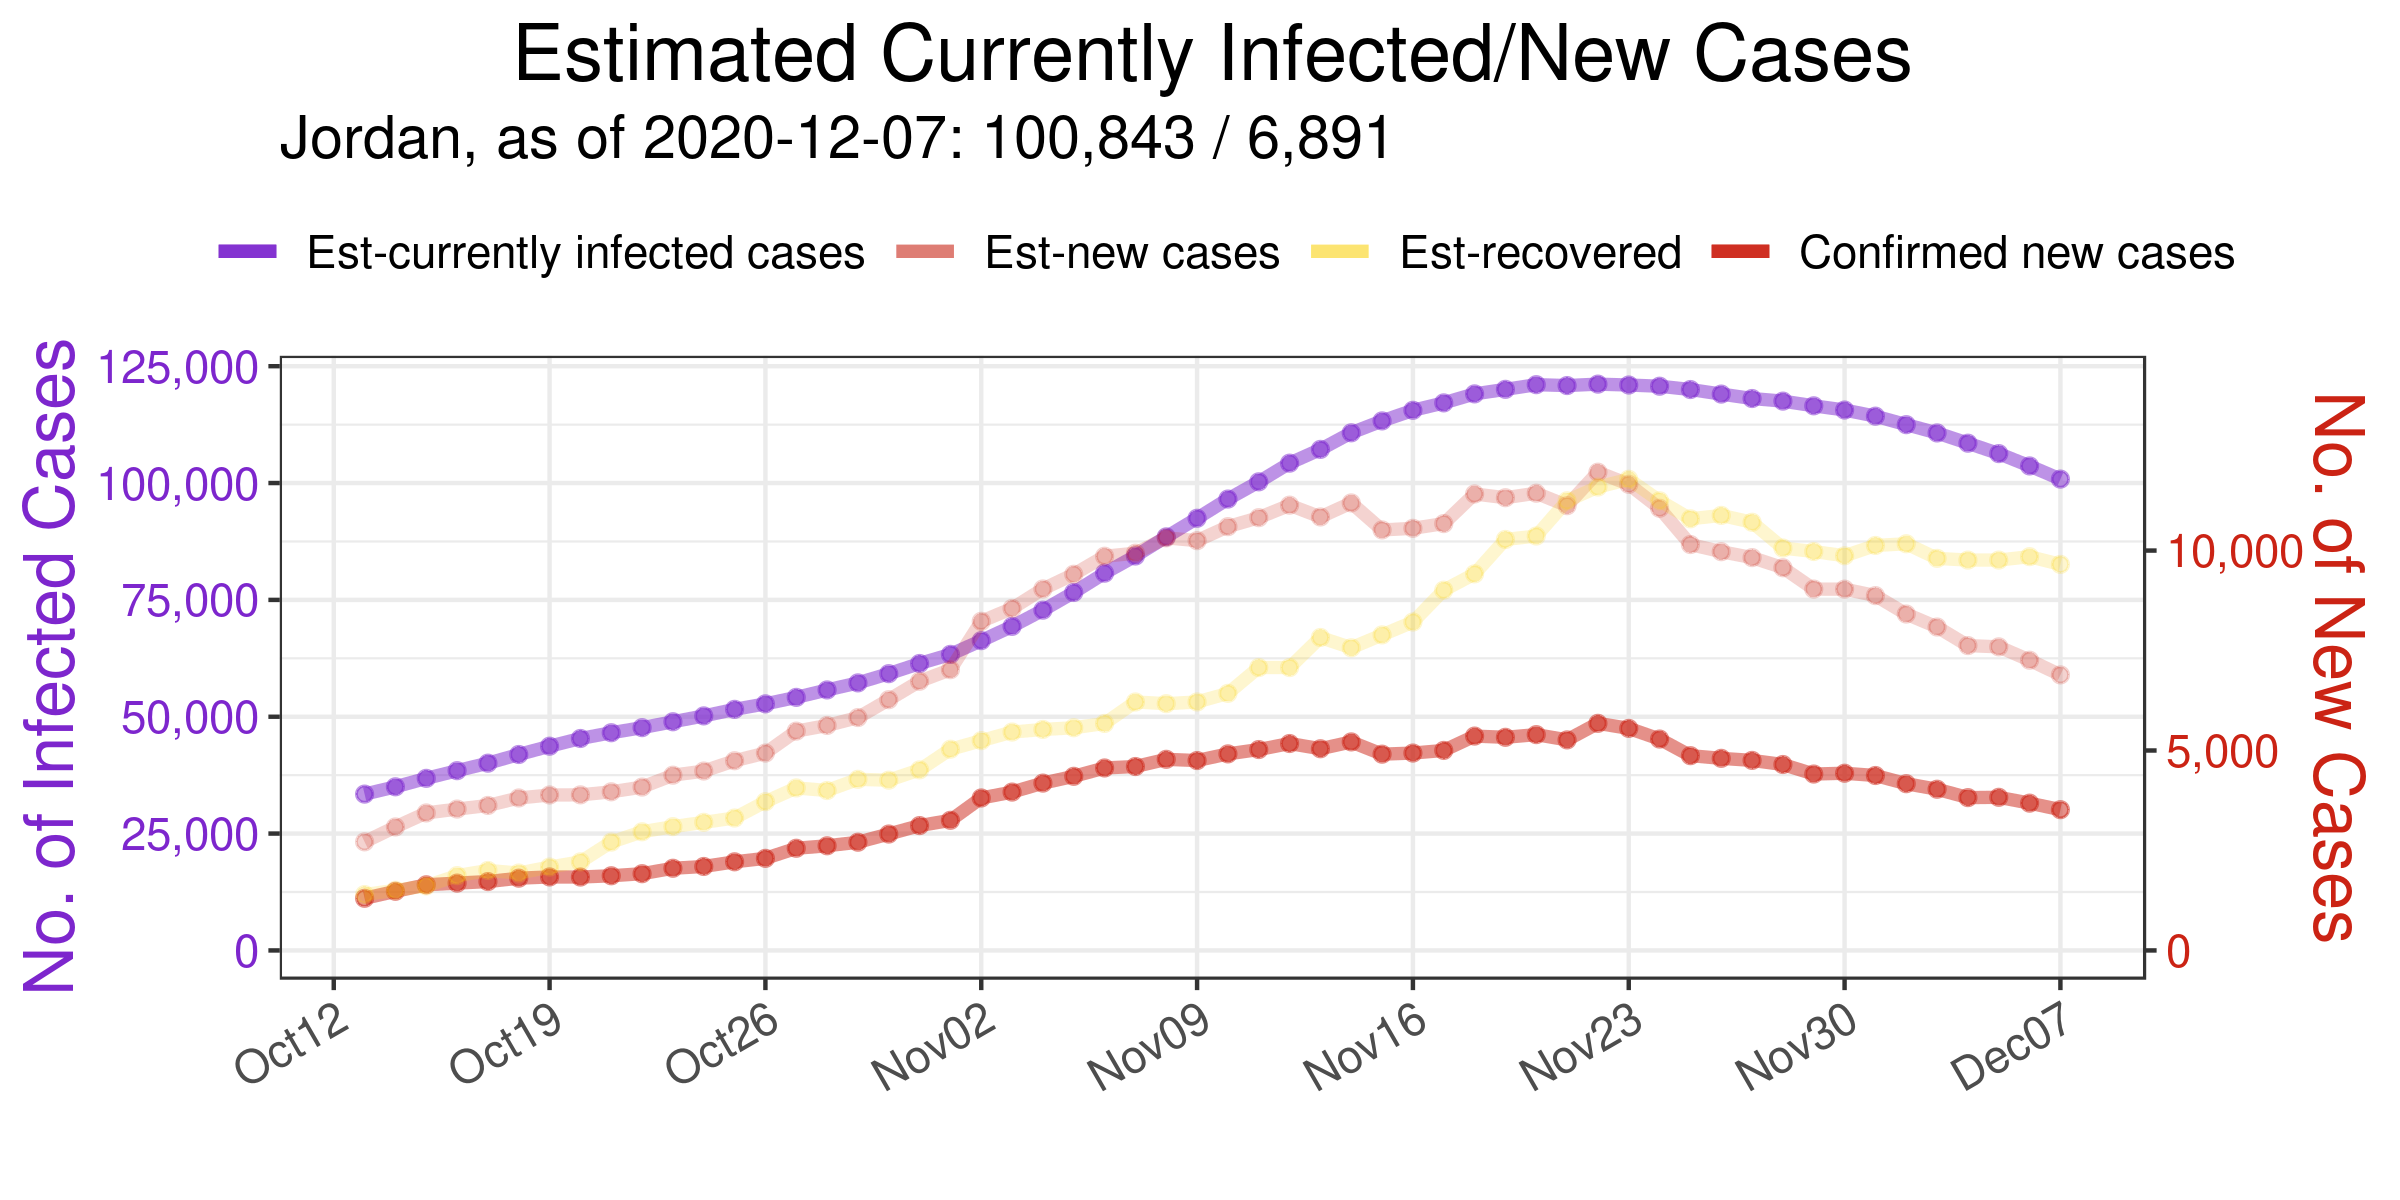 Estimated Currently Infected/New Cases
Jordan, as of 2020-12-07: 100,843 / 6,891
Est-currently infected cases Est-new cases Est-recovered Confirmed new cases
No. of Infected Cases
125,000
100,000
75,000
50,000
25,000
0
10,000
5,000
0
No. of New Cases
Oct12 Oct19 Oct26 Nov02 Nov09 Nov16 Nov23 Nov30 Dec07